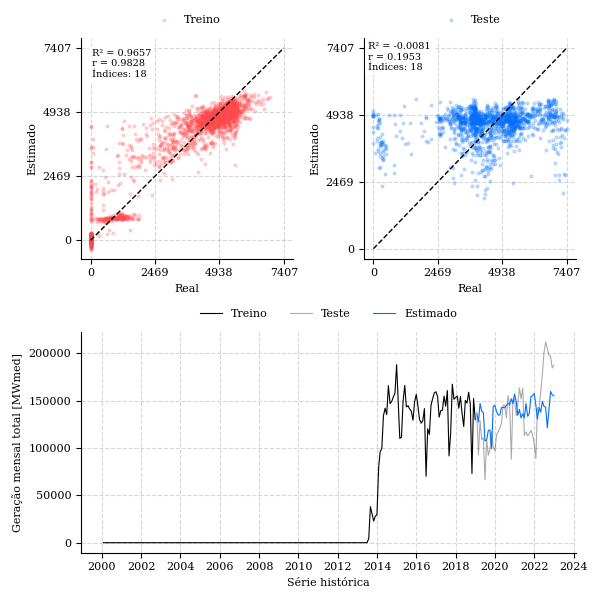 Treino
Teste
R² = 0.9657
r = 0.9828
Índices: 18
R² = -0.0081
r = 0.1953
Índices: 18
7407
4938
2469
0
Estimado
0 2469 4938 7407
Real
7407
4938
2469
0
Estimado
0 2469 4938 7407
Real
Treino Teste Estimado
200000
150000
100000
50000
0
Geração mensal total [MWmed]
2000 2002 2004 2006 2008 2010 2012 2014 2016 2018 2020 2022 2024
Série histórica